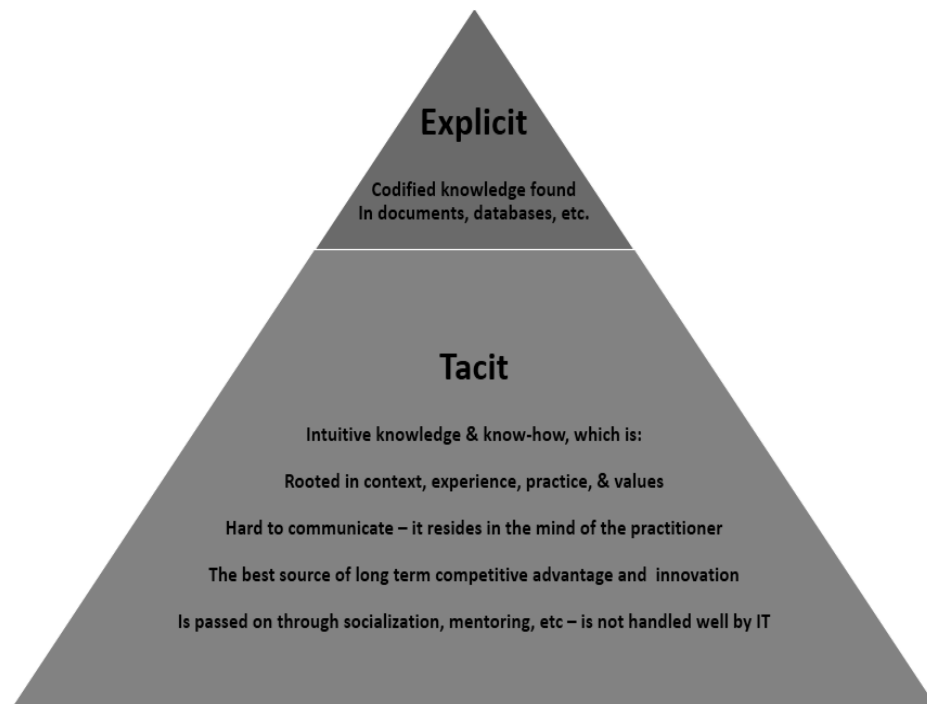 Explicit
Codified knowledge found
In documents, databases, etc.
Tacit
Intuitive knowledge & know-how, which is:
Rooted in context, experience, practice, & values
Hard to communicate – it resides in the mind of the practitioner
The best source of long term competitive advantage and  innovation
Is passed on through socialization, mentoring, etc – is not handled well by IT